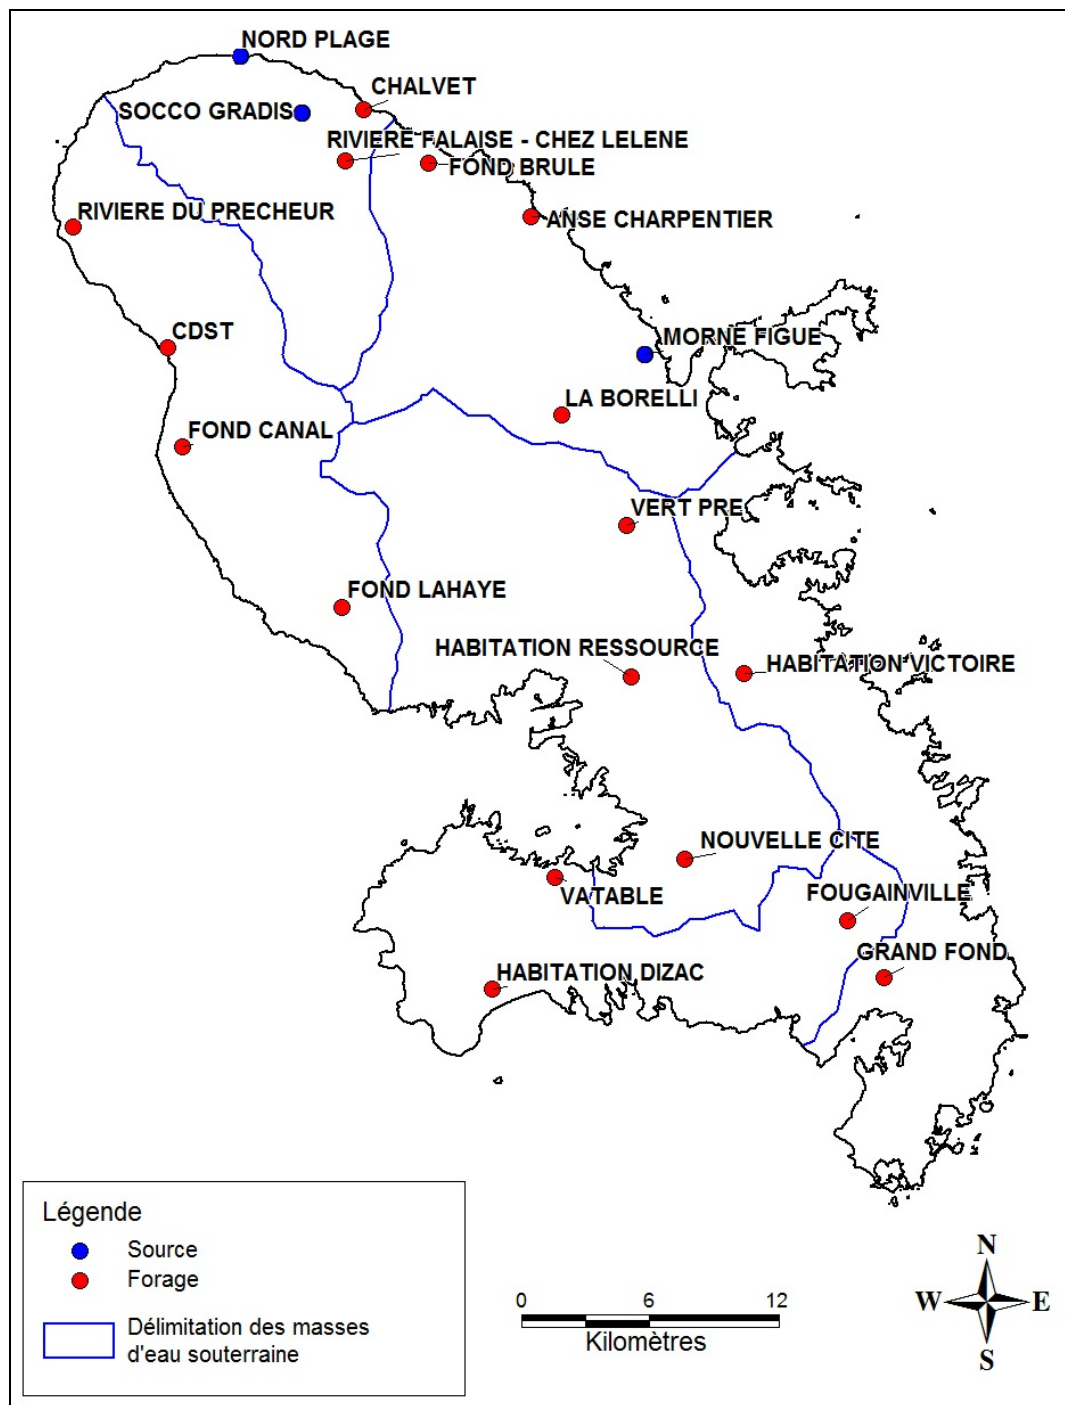 NORD PLAGE
CHALVET
SOCCO GRADIS
RIVIERE FALAISE - CHEZ LELENE
FOND BRULE
RIVIERE DU PRECHEUR
ANSE CHARPENTIER
CDST
MORNE FIGUE
LA BORELLI
FOND CANAL
VERT PRE
FOND LAHAYE
HABITATION RESSOURCE
HABITATION VICTOIRE
NOUVELLE CITE
VATABLE
FOUGAINVILLE
GRAND FOND
HABITATION DIZAC
Légende
Source
Forage
Délimitation des masses
d'eau souterraine
0 6 12
Kilomètres
N
W E
S